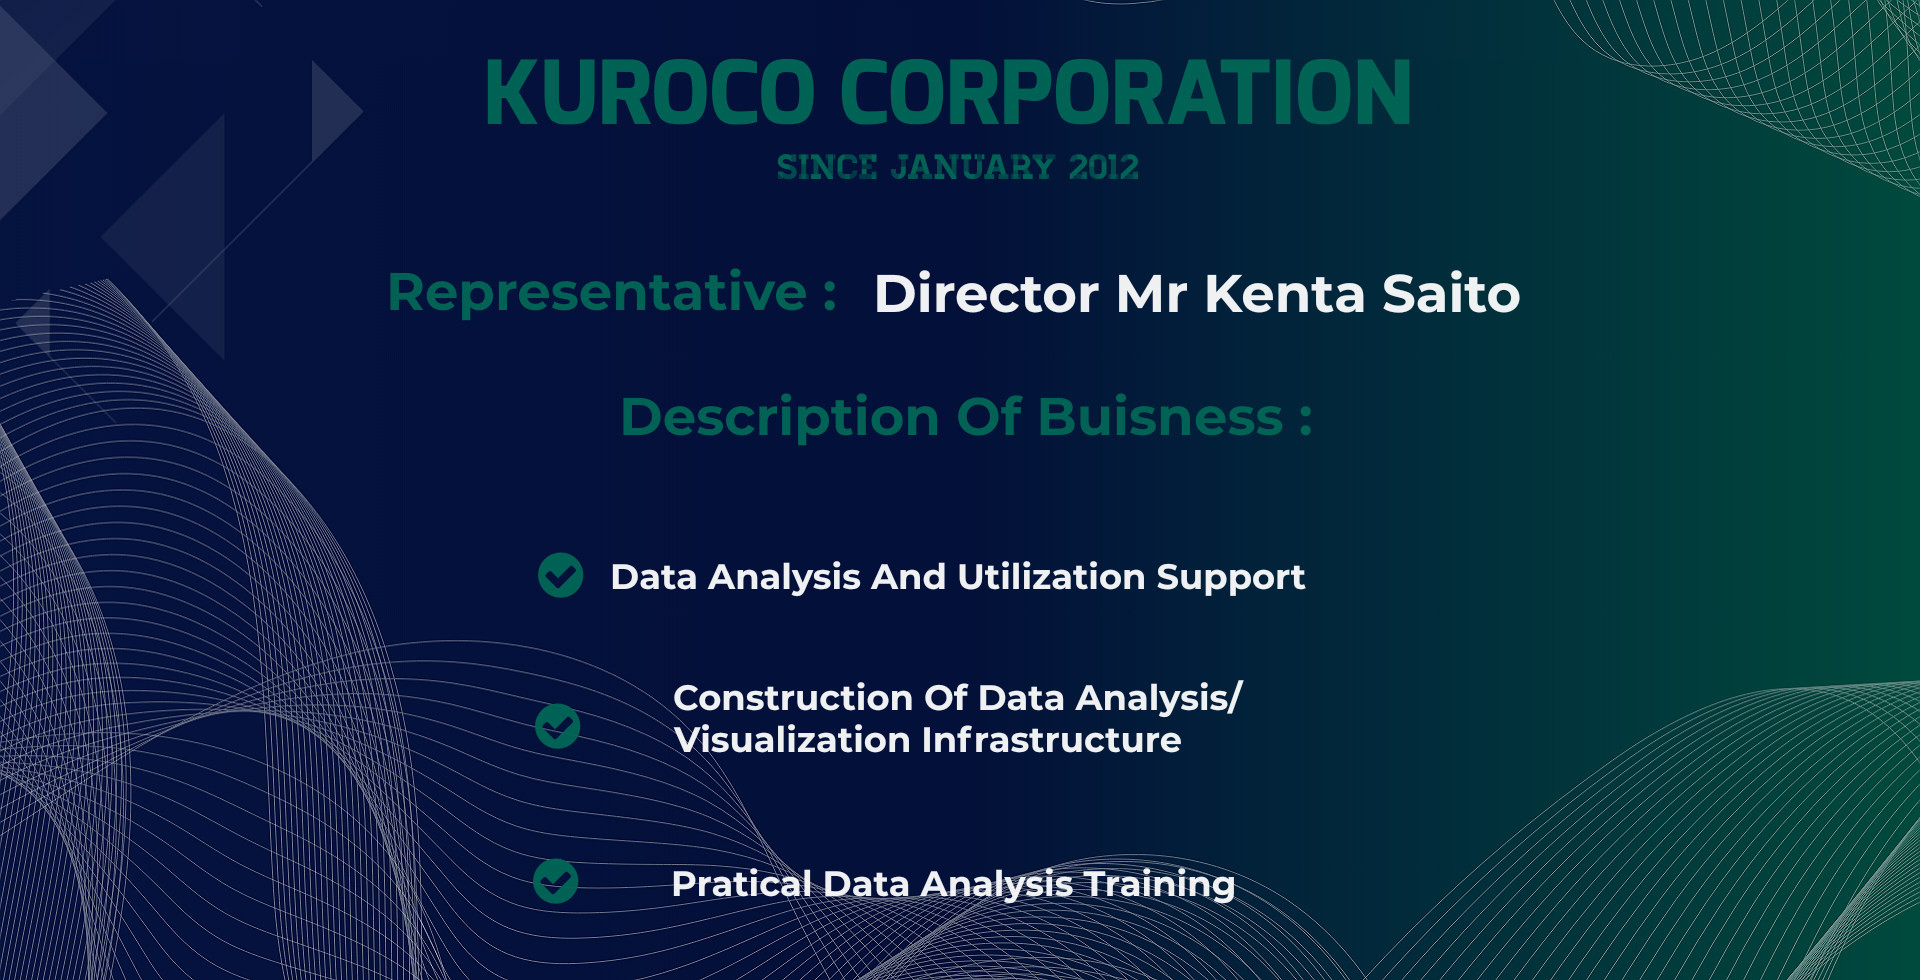 KUROCO CORPORATION
SINCE JANUARY 2012
Representative : Director Mr Kenta Saito
Description Of Buisness :
Data Analysis And Utilization Support
Construction Of Data Analysis/
Visualization Infrastructure
Pratical Data Analysis Training